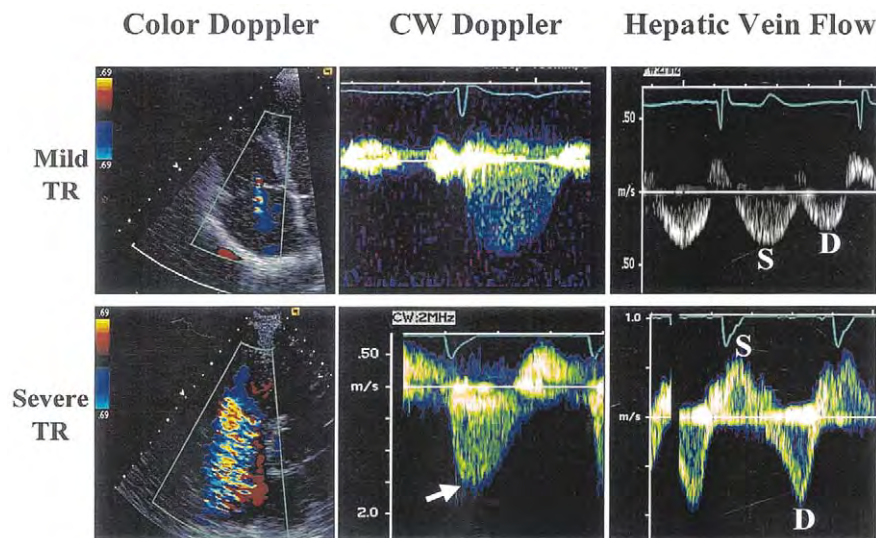 Color Doppler CW Doppler Hepatic Vein Flow
Mild
TR
.69
.69
.50
m/s
.50
S
D
Severe
TR
.69
.69
CW:2MHz
.50
m/s
2.0
1.0
m/s
S
D